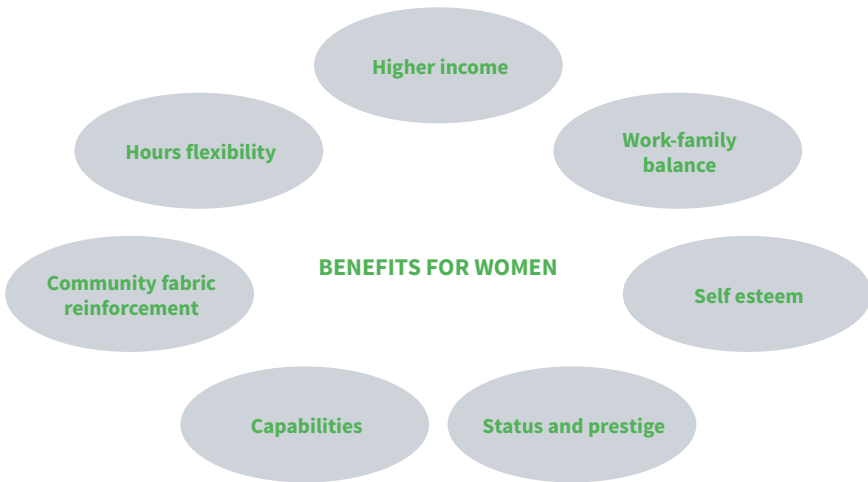 Higher income
Hours flexibility
Work-family
balance
BENEFITS FOR WOMEN
Community fabric
reinforcement
Self esteem
Capabilities
Status and prestige